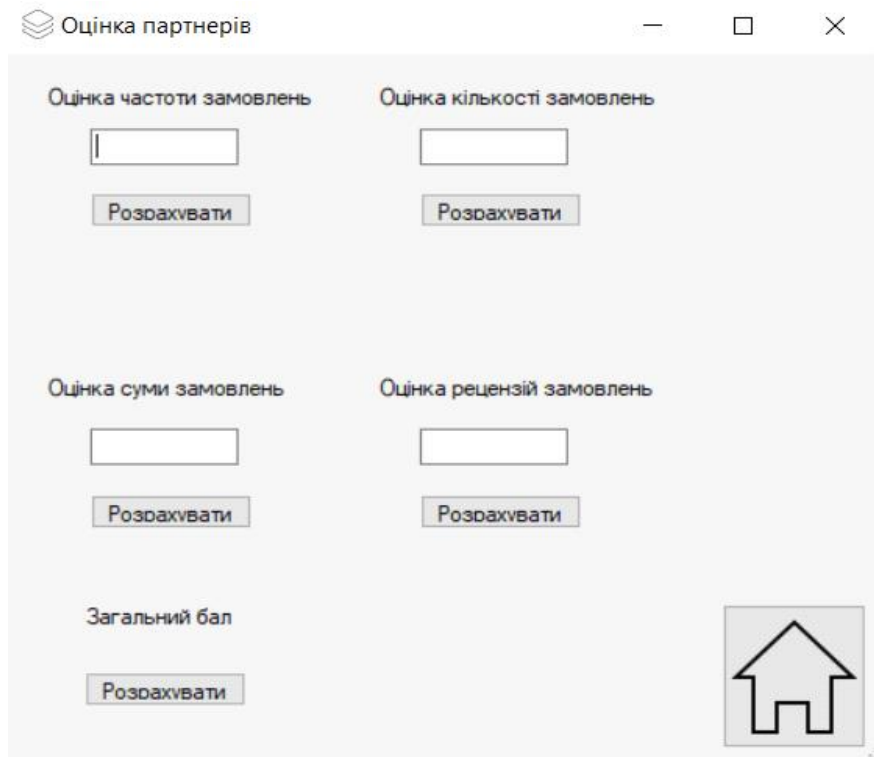 Оцінка партнерів
Оцінка частоти замовлень
Оцінка кількості замовлень
Розрахувати
Розрахувати
Оцінка суми замовлень
Оцінка рецензій замовлень
Розрахувати
Розрахувати
Загальний бал
Розрахувати